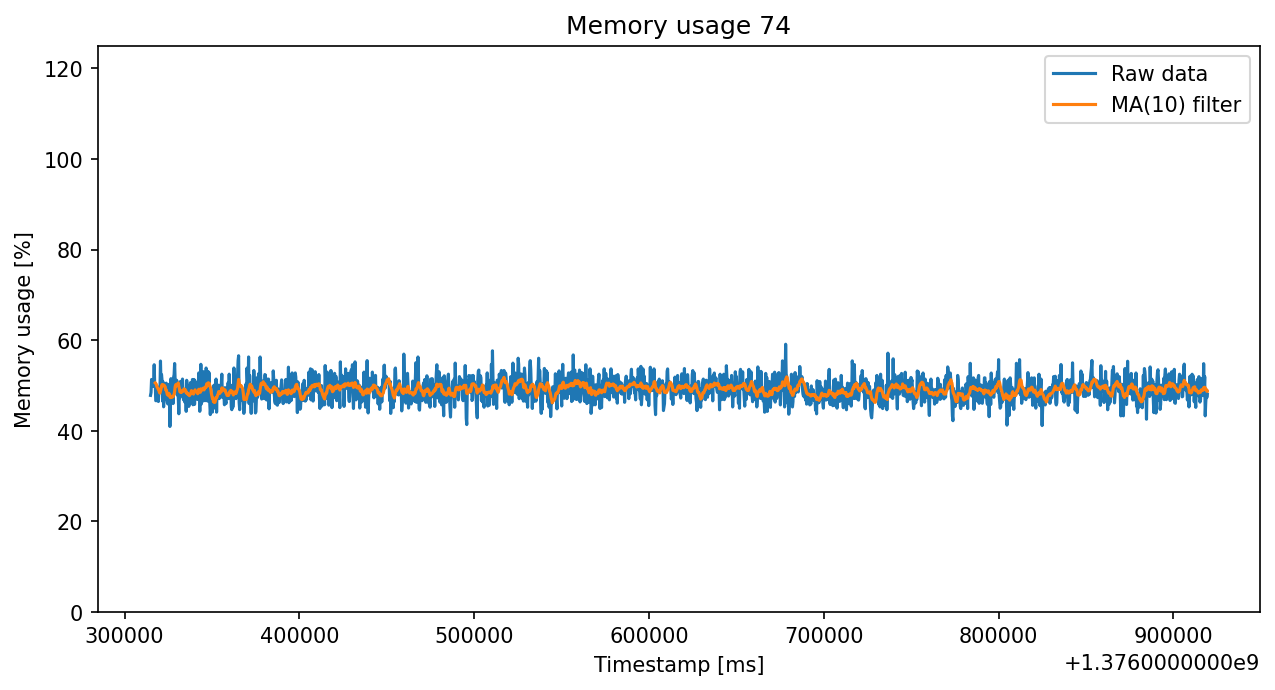 Memory usage 74
Raw data
MA(10) filter
Memory usage [%]
120
100
80
60
40
20
0
300000 400000 500000 600000 700000 800000 900000
Timestamp [ms]
+1.3760000000e9